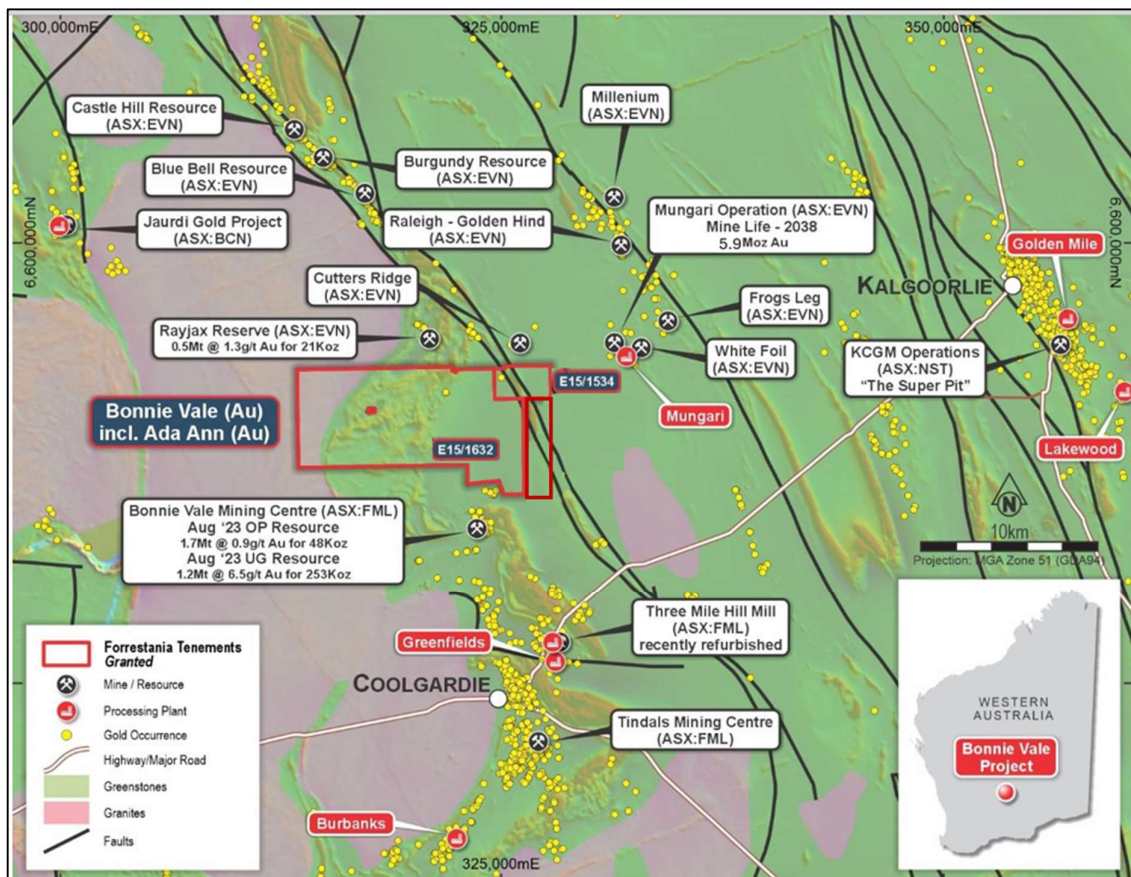 300,000mE
325,000mE
350,000mE
Castle Hill Resource
(ASX:EVN)
Millenium
(ASX:EVN)
Blue Bell Resource
(ASX:EVN)
Burgundy Resource
(ASX:EVN)
Jaurdi Gold Project
(ASX:BCN)
Raleigh - Golden Hind
(ASX:EVN)
Mungari Operation (ASX:EVN)
Mine Life - 2038
5.9Moz Au
6,600,000mN
6,600,000mN
Golden Mile
KALGOORLIE
Cutters Ridge
(ASX:EVN)
Frogs Leg
(ASX:EVN)
Rayjax Reserve (ASX:EVN)
0.5Mt @ 1.3g/t Au for 21Koz
White Foil
(ASX:EVN)
KCGM Operations
(ASX:NST)
“The Super Pit”
E15/1534
Bonnie Vale (Au)
incl. Ada Ann (Au)
Mungari
E15/1632
Lakewood
N
10km
Projection: MGA Zone 51 (GDA94)
Bonnie Vale Mining Centre (ASX:FML)
Aug ‘23 OP Resource
1.7Mt @ 0.9g/t Au for 48Koz
Aug ‘23 UG Resource
1.2Mt @ 6.5g/t Au for 253Koz
Three Mile Hill Mill
(ASX:FML)
recently refurbished
Greenfields
COOLGARDIE
Tindals Mining Centre
(ASX:FML)
Burbanks
325,000mE
Forrestania Tenements
Granted
Mine / Resource
Processing Plant
Gold Occurrence
Highway/Major Road
Greenstones
Granites
Faults
WESTERN
AUSTRALIA
Bonnie Vale
Project